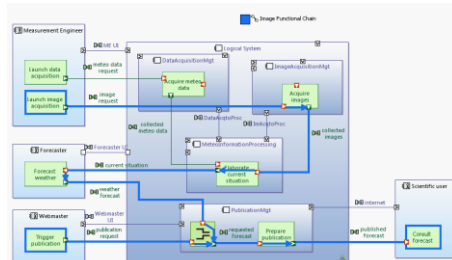 Image Functional Chain
Measurement Engineer
ME UI
Logical System
Launch data
acquisition
meteo data
request
DataAcquisitionMgt
ImageAcquisitionMgt
Acquire meteo
data
Acquire
images
Launch image
acquisition
image
request
collected
meteo data
collected
images
MeteoInformationProcessing
Forecaster
Forecaster UI
Forecast
weather
current situation
Elaborate
current
situation
weather
forecast
Webmaster
Webmaster
UI
PublicationMgt
internet
Scientific user
Trigger
publication
publication
request
requested
forecast
Prepare
publication
published
forecast
Consult
forecast